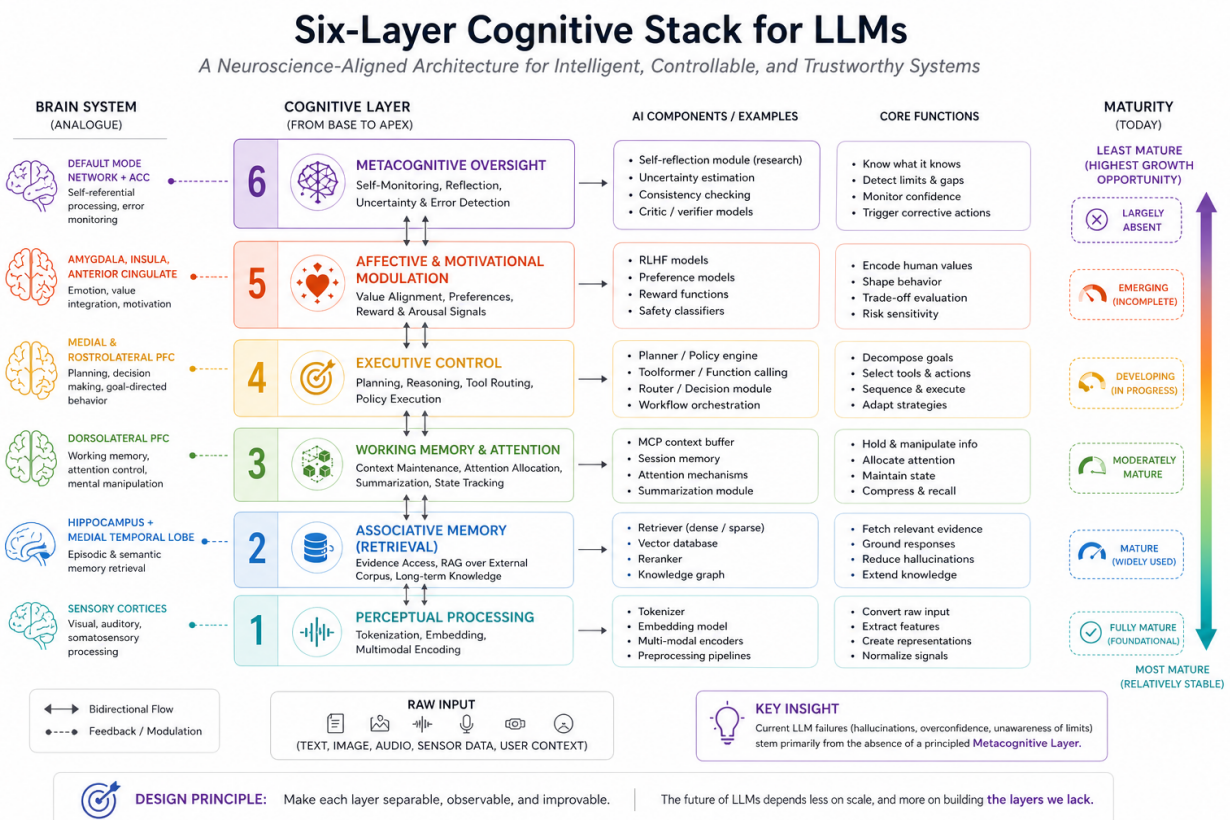 Six-Layer Cognitive Stack for LLMs
A Neuroscience-Aligned Architecture for Intelligent, Controllable, and Trustworthy Systems
BRAIN SYSTEM
(ANALOGUE)
COGNITIVE LAYER
(FROM BASE TO APEX)
AI COMPONENTS / EXAMPLES
CORE FUNCTIONS
MATURITY
(TODAY)
LEAST MATURE
(HIGHEST GROWTH
OPPORTUNITY)
DEFAULT MODE
NETWORK + ACC
Self-referential
processing, error
monitoring
6
METACOGNITIVE OVERSIGHT
Self-Monitoring, Reflection,
Uncertainty & Error Detection
• Self-reflection module (research)
• Uncertainty estimation
• Consistency checking
• Critic / verifier models
• Know what it knows
• Detect limits & gaps
• Monitor confidence
• Trigger corrective actions
LARGELY
ABSENT
AMYGDALA, INSULA,
ANTERIOR CINGULATE
Emotion, value
integration, motivation
5
AFFECTIVE & MOTIVATIONAL
MODULATION
Value Alignment, Preferences,
Reward & Arousal Signals
• RLHF models
• Preference models
• Reward functions
• Safety classifiers
• Encode human values
• Shape behavior
• Trade-off evaluation
• Risk sensitivity
EMERGING
(INCOMPLETE)
MEDIAL &
ROSTROLATERAL PFC
Planning, decision
making, goal-directed
behavior
4
EXECUTIVE CONTROL
Planning, Reasoning, Tool Routing,
Policy Execution
• Planner / Policy engine
• Toolformer / Function calling
• Router / Decision module
• Workflow orchestration
• Decompose goals
• Select tools & actions
• Sequence & execute
• Adapt strategies
DEVELOPING
(IN PROGRESS)
DORSOLATERAL PFC
Working memory,
attention control,
mental manipulation
3
WORKING MEMORY & ATTENTION
Context Maintenance, Attention Allocation,
Summarization, State Tracking
• MCP context buffer
• Session memory
• Attention mechanisms
• Summarization module
• Hold & manipulate info
• Allocate attention
• Maintain state
• Compress & recall
MODERATELY
MATURE
HIPPOCAMPUS +
MEDIAL TEMPORAL LOBE
Episodic & semantic
memory retrieval
2
ASSOCIATIVE MEMORY
(RETRIEVAL)
Evidence Access, RAG over External
Corpus, Long-term Knowledge
• Retriever (dense / sparse)
• Vector database
• Reranker
• Knowledge graph
• Fetch relevant evidence
• Ground responses
• Reduce hallucinations
• Extend knowledge
MATURE
(WIDELY USED)
SENSORY CORTICES
Visual, auditory,
somatosensory
processing
1
PERCEPTUAL PROCESSING
Tokenization, Embedding,
Multimodal Encoding
• Tokenizer
• Embedding model
• Multi-modal encoders
• Preprocessing pipelines
• Convert raw input
• Extract features
• Create representations
• Normalize signals
FULLY MATURE
(FOUNDATIONAL)
MOST MATURE
(RELATIVELY STABLE)
Bidirectional Flow
Feedback / Modulation
RAW INPUT
(TEXT, IMAGE, AUDIO, SENSOR DATA, USER CONTEXT)
KEY INSIGHT
Current LLM failures (hallucinations, overconfidence, unawareness of limits)
stem primarily from the absence of a principled Metacognitive Layer.
DESIGN PRINCIPLE: Make each layer separable, observable, and improvable.
The future of LLMs depends less on scale, and more on building the layers we lack.